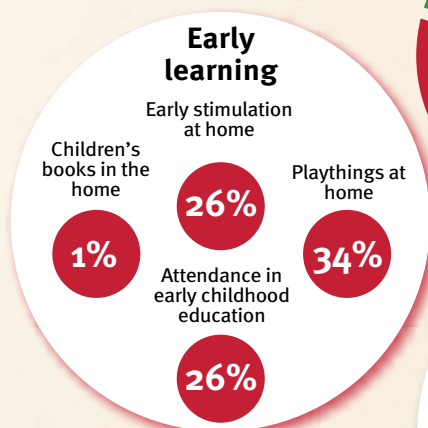 Early
learning
Early stimulation
at home
26%
Children's
books in the
home
1%
Playthings at
home
34%
Attendance in
early childhood
education
26%